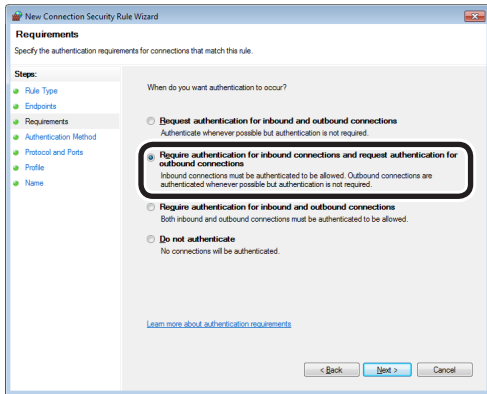 New Connection Security Rule Wizard
Requirements
Specify the authentication requirements for connections that match this rule.
Steps:
Rule Type
Endpoints
Requirements
Authentication Method
Protocol and Ports
Profile
Name
When do you want authentication to occur?
Request authentication for inbound and outbound connections
Authenticate whenever possible but authentication is not required.
Require authentication for inbound connections and request authentication for
outbound connections
Inbound connections must be authenticated to be allowed. Outbound connections are
authenticated whenever possible but authentication is not required.
Require authentication for inbound and outbound connections
Both inbound and outbound connections must be authenticated to be allowed.
Do not authenticate
No connections will be authenticated.
Learn more about authentication requirements
< Back
Next >
Cancel